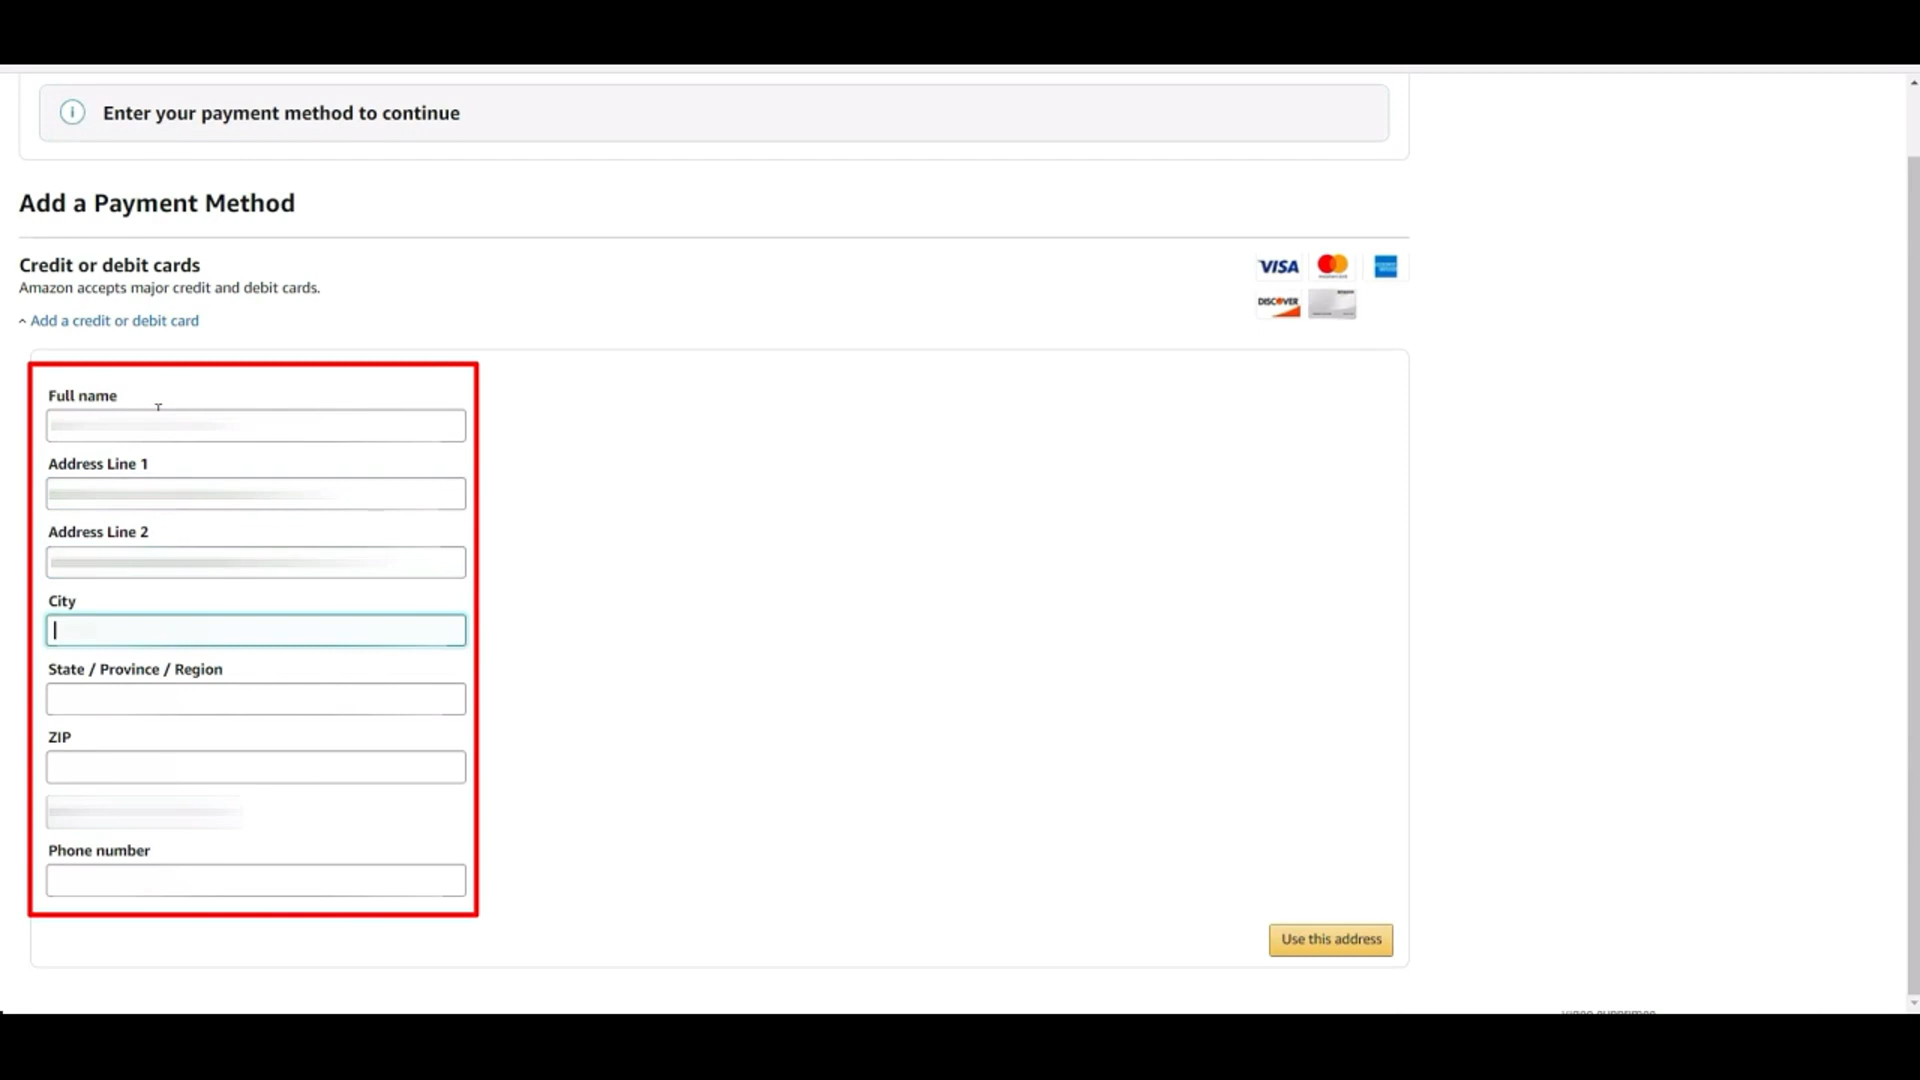 Enter your payment method to continue
Add a Payment Method
Credit or debit cards
Amazon accepts major credit and debit cards.
Add a credit or debit card
VISA
DISCOVER
Full name
Address Line 1
Address Line 2
City
State / Province / Region
ZIP
Phone number
Use this address